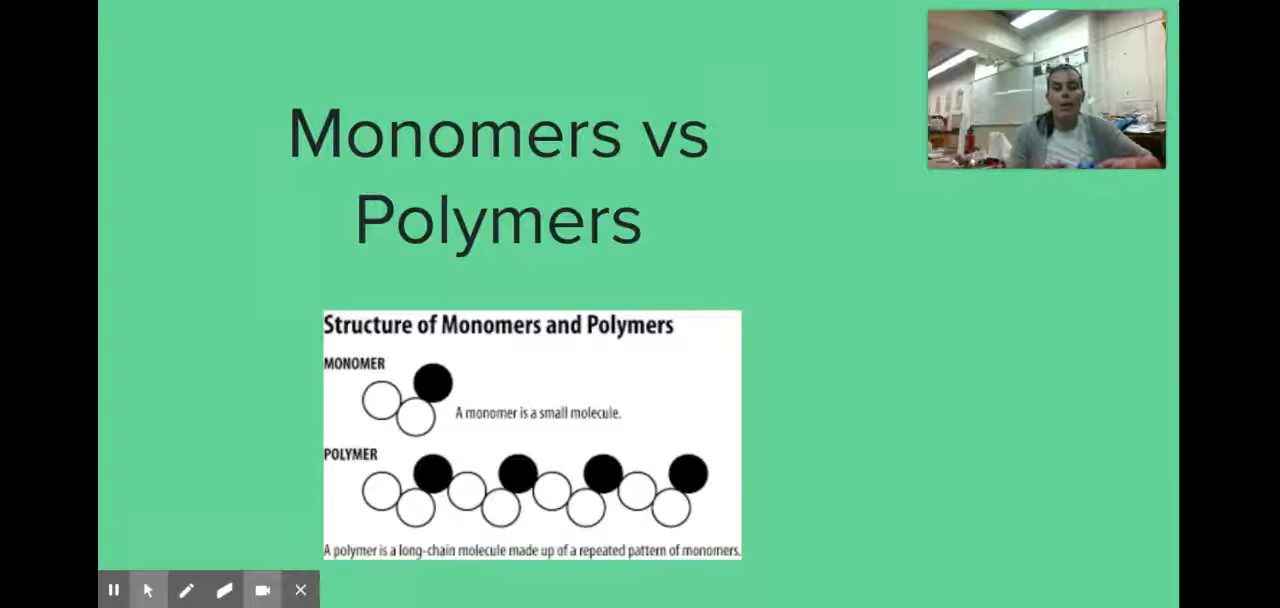 Monomers vs
Polymers
Structure of Monomers and Polymers
MONOMER
A monomer is a small molecule.
POLYMER
A polymer is a long-chain molecule made up of a repeated pattern of monomers.